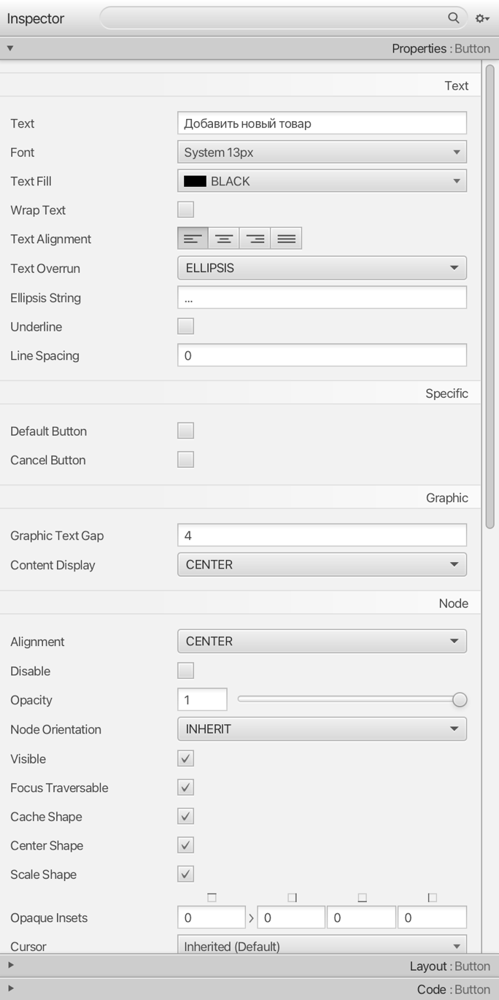 Inspector
Properties : Button
Text
Text Добавить новый товар
Font System 13px
Text Fill BLACK
Wrap Text
Text Alignment
Text Overrun ELLIPSIS
Ellipsis String ...
Underline
Line Spacing 0
Specific
Default Button
Cancel Button
Graphic
Graphic Text Gap 4
Content Display CENTER
Node
Alignment CENTER
Disable
Opacity 1
Node Orientation INHERIT
Visible
Focus Traversable
Cache Shape
Center Shape
Scale Shape
Opaque Insets 0 > 0 0 0
Cursor Inherited (Default)
Layout : Button
Code : Button